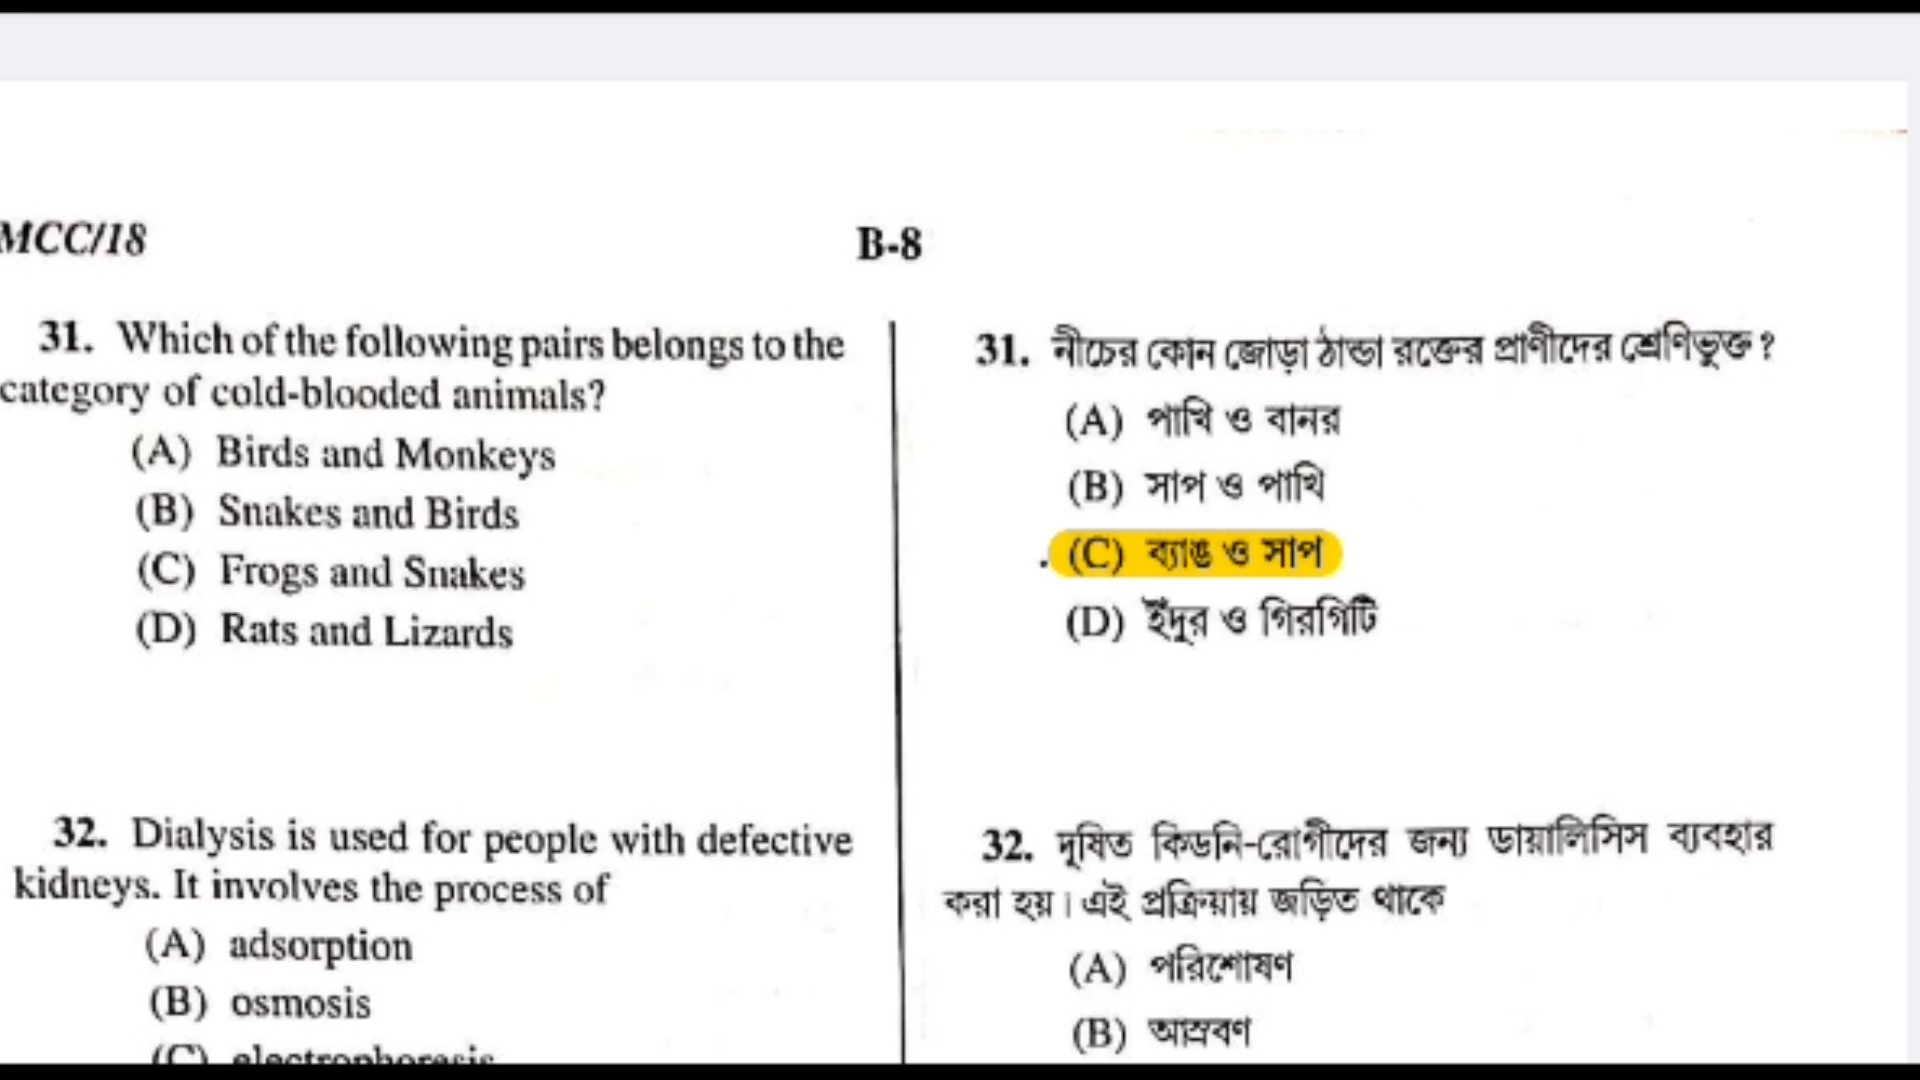 MCC/18
B-8
31. Which of the following pairs belongs to the
category of cold-blooded animals?
(A) Birds and Monkeys
(B) Snakes and Birds
(C) Frogs and Snakes
(D) Rats and Lizards
32. Dialysis is used for people with defective
kidneys. It involves the process of
(A) adsorption
(B) osmosis
(C) electrophoresis
31. নীচের কোন জোড়া ঠান্ডা রক্তের প্রাণীদের শ্রেণিভুক্ত ?
(A) পাখি ও বানর
(B) সাপ ও পাখি
(C) ব্যাঙ ও সাপ
(D) ইঁদুর ও গিরগিটি
32. দূষিত কিডনি-রোগীদের জন্য ডায়ালিসিস ব্যবহার
করা হয়। এই প্রক্রিয়ায় জড়িত থাকে
(A) পরিশোষণ
(B) আস্রবণ